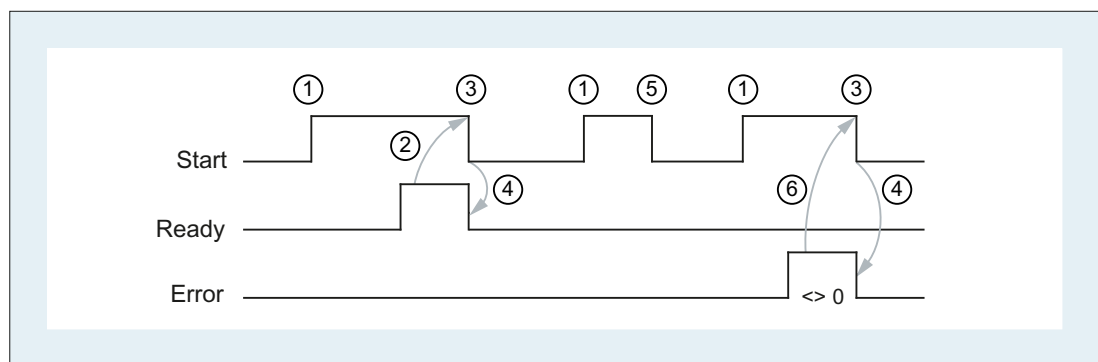 ① ③ ① ⑤ ① ③
②
Start
④ ⑥ ④
Ready
Error <> 0